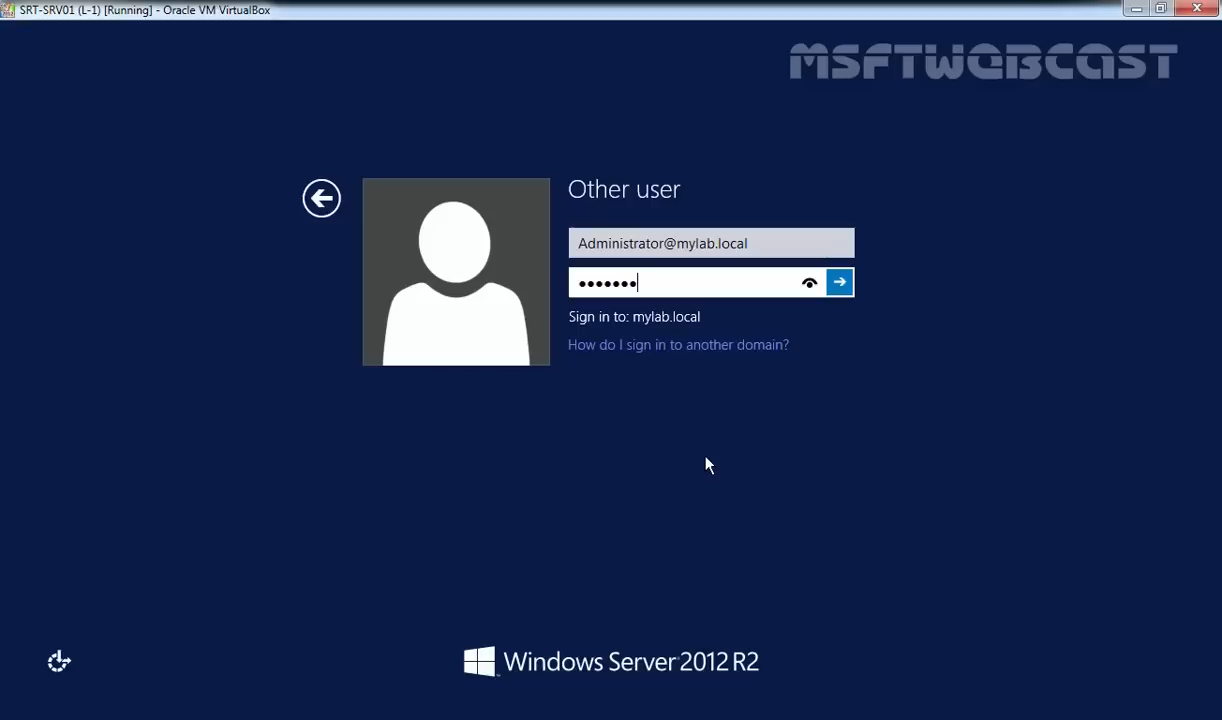 SRT-SRV01 (L-1) [Running] - Oracle VM VirtualBox
MSFTWEBCAST
Other user
Administrator@mylab.local
●●●●●●●
Sign in to: mylab.local
How do I sign in to another domain?
Windows Server 2012 R2